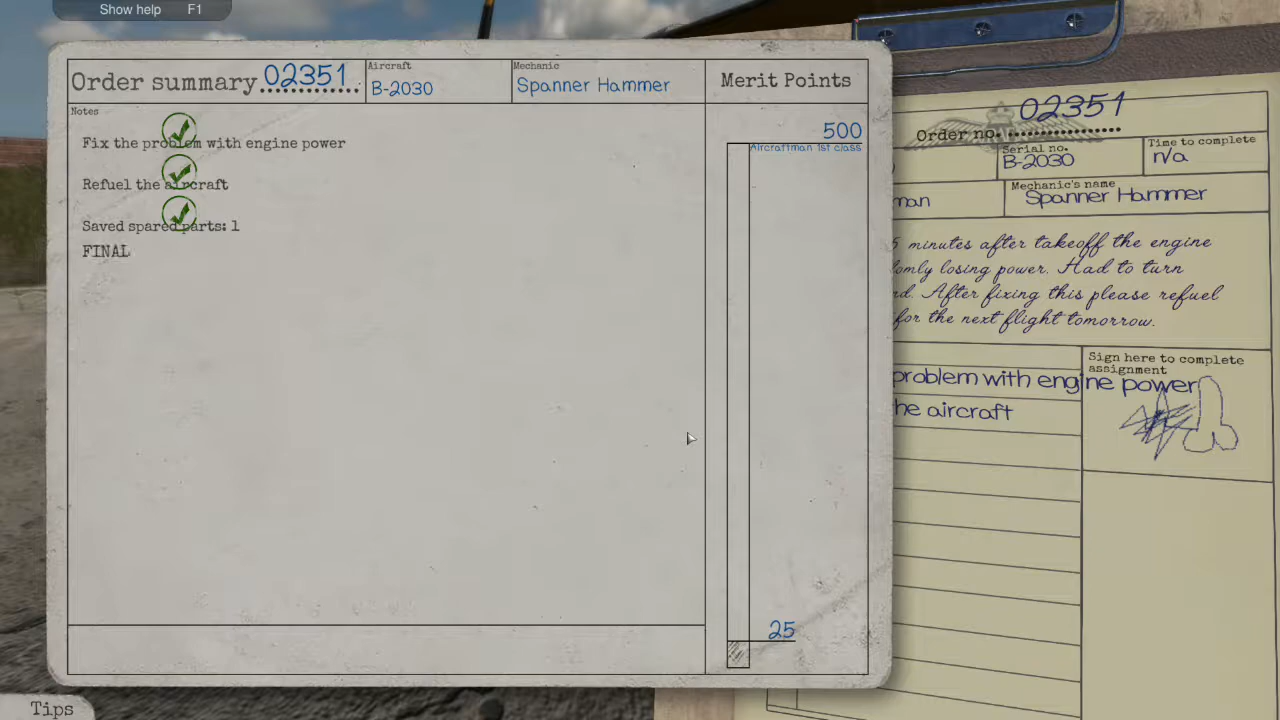 Show help F1
Order summary 02351
Aircraft
B-2030
Mechanic
Spanner Hammer
Merit Points
Notes
Fix the problem with engine power
Refuel the aircraft
Saved spared parts: 1
FINAL
500
Aircraftman 1st class
25
Order no. 02351
Serial no.
B-2030
Time to complete
n/a
Mechanic's name
Spanner Hammer
5 minutes after takeoff the engine
losing power. Had to turn
After fixing this please refuel
for the next flight tomorrow.
Sign here to complete
assignment
problem with engine power
he aircraft
Tips